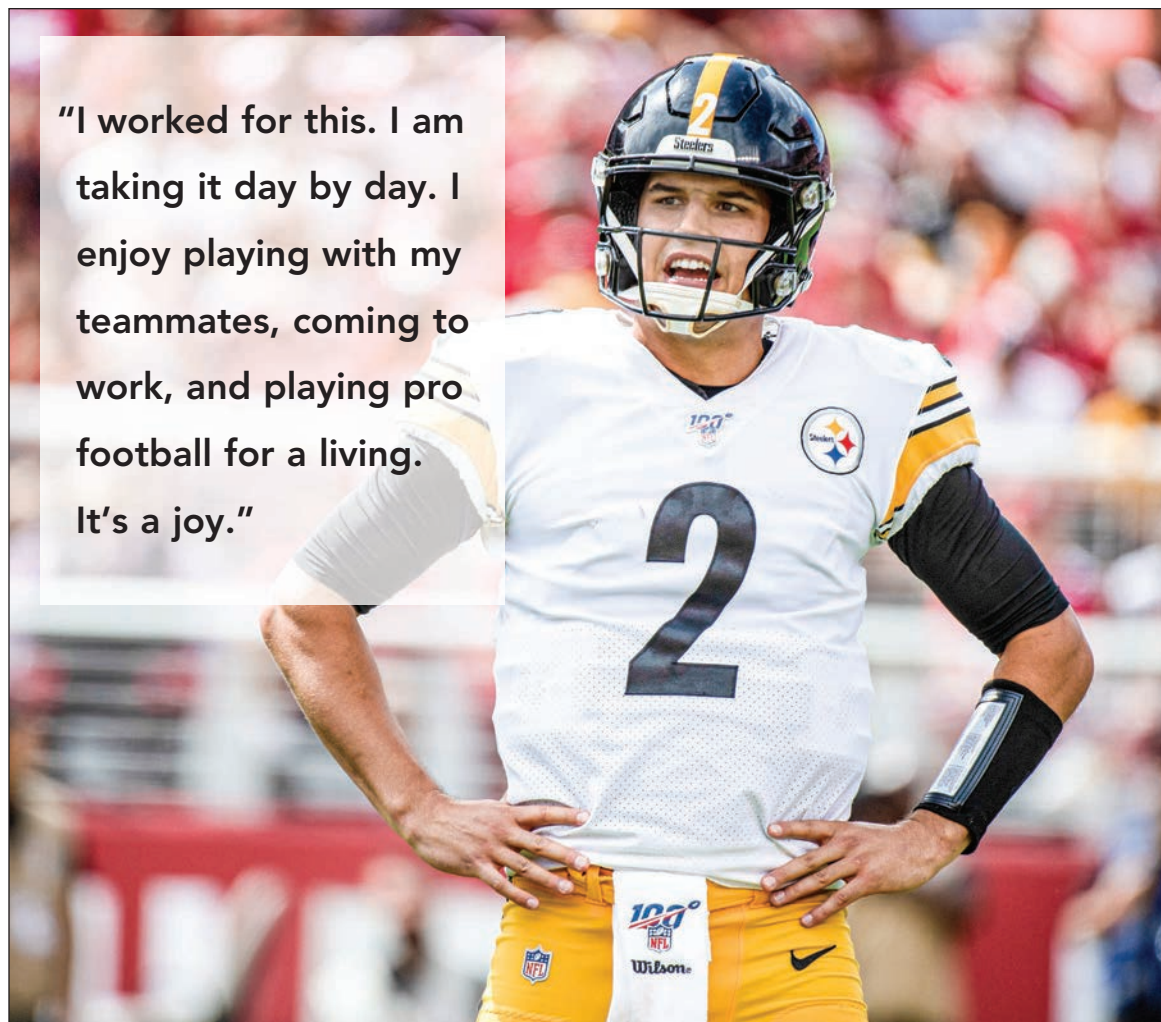 “I worked for this. I am
taking it day by day. I
enjoy playing with my
teammates, coming to
work, and playing pro
football for a living.
It’s a joy.”
2
Steelers
100
NFL
Steelers
2
100
NFL
Wilson
NFL